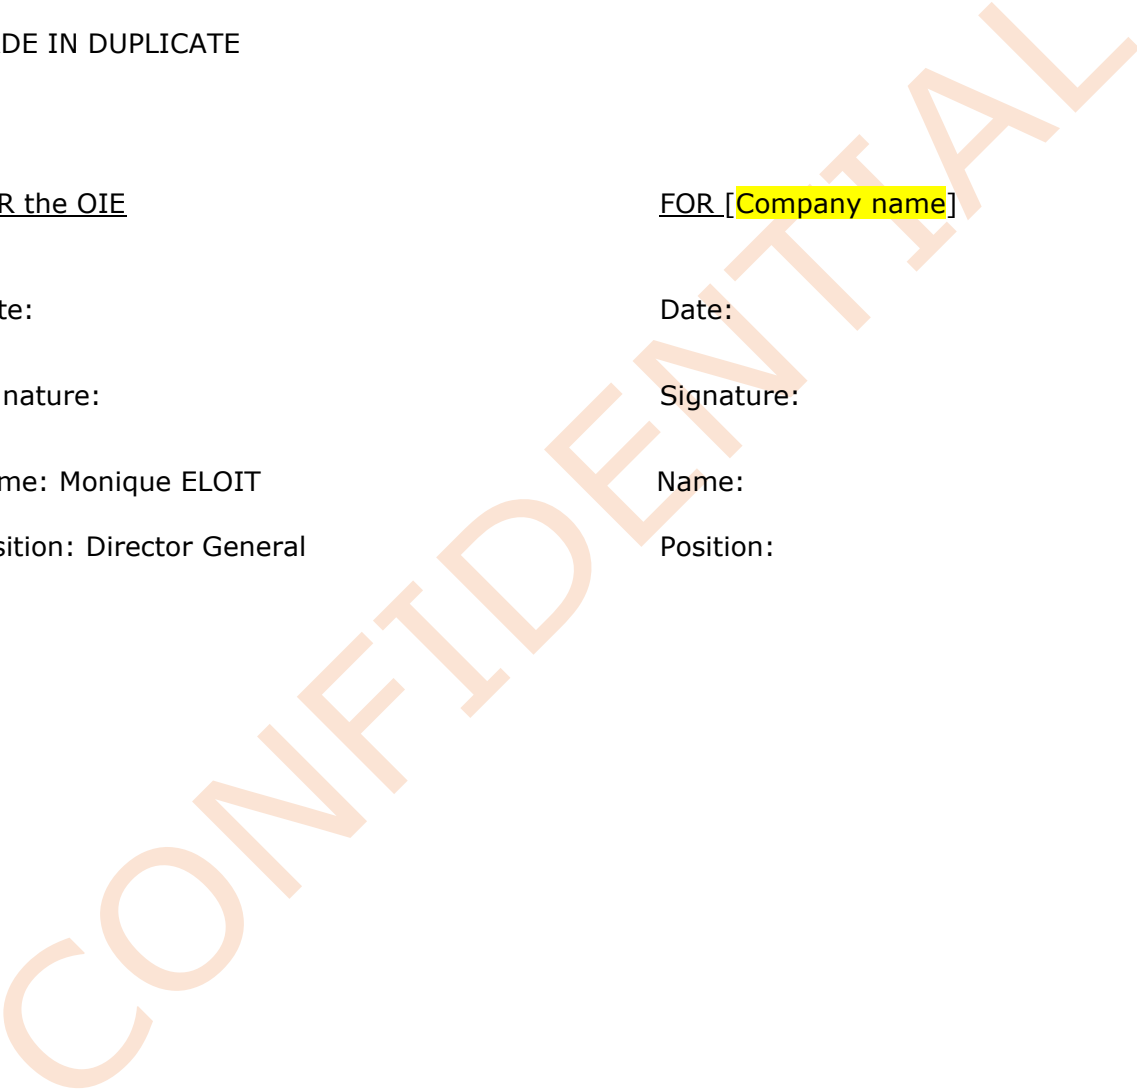 DE IN DUPLICATE
R the OIE FOR [Company name]
te: Date:
nature: Signature:
me: Monique ELOIT Name:
sition: Director General Position:
CONFIDENTIAL